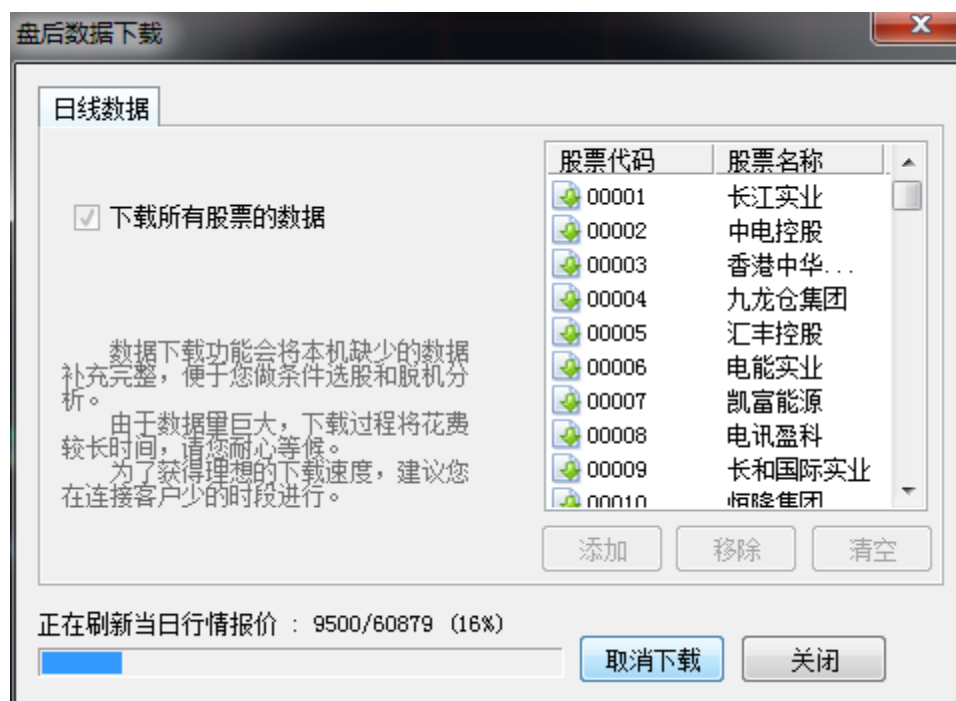 盘后数据下载
日线数据
下载所有股票的数据
数据下载功能会将本机缺少的数据
补充完整，便于您做条件选股和脱机分
析。
由于数据量巨大，下载过程将花费
较长时间，请您耐心等候。
为了获得理想的下载速度，建议您
在连接客户少的时段进行。
股票代码 股票名称
00001 长江实业
00002 中电控股
00003 香港中华...
00004 九龙仓集团
00005 汇丰控股
00006 电能实业
00007 凯富能源
00008 电讯盈科
00009 长和国际实业
00010 恒隆集团
添加 移除 清空
正在刷新当日行情报价 : 9500/60879 (16%)
取消下载 关闭